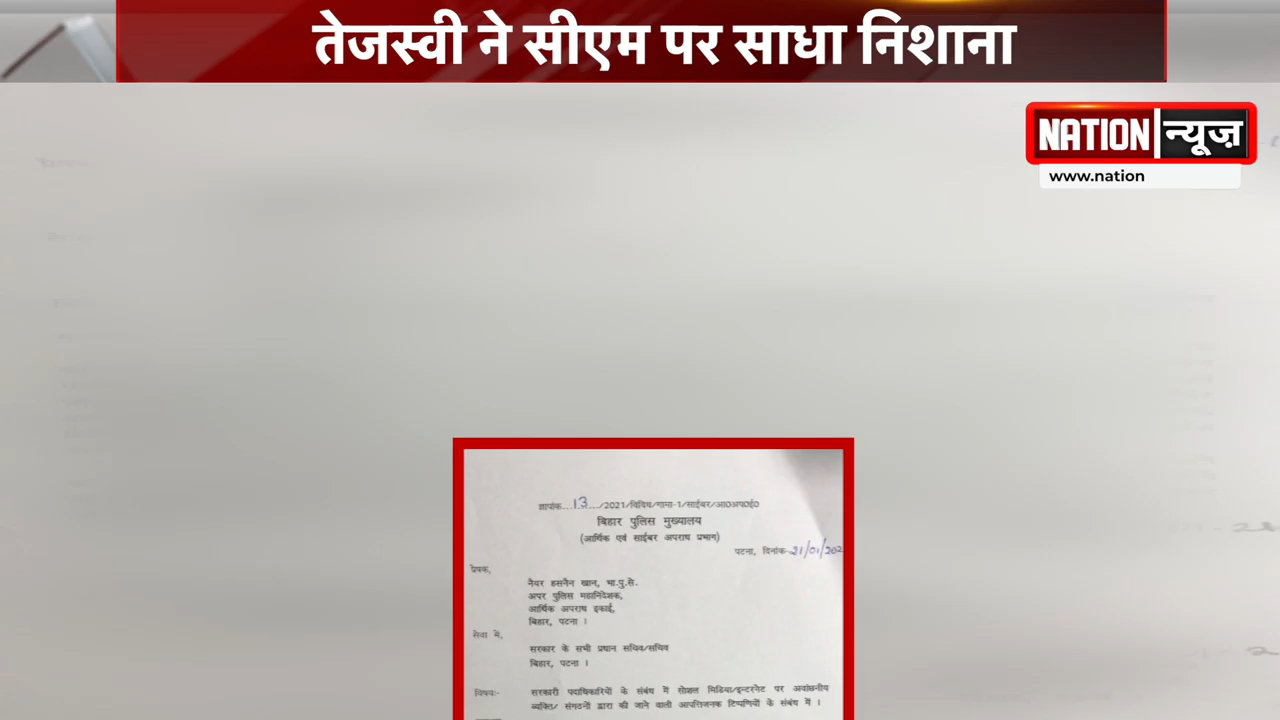 तेजस्वी ने सीएम पर साधा निशाना
NATION न्यूज़
www.nation
ज्ञापांक...13.../2021/विविध/गामा-1/साईबर/आ0अप0ई0
बिहार पुलिस मुख्यालय
(आर्थिक एवं साईबर अपराध प्रभाग)
पटना, दिनांक-21/01/202
प्रेषक,
नैयर हसनैन खान, भा.पु.से.
अपर पुलिस महानिदेशक,
आर्थिक अपराध इकाई,
बिहार, पटना ।
सेवा में,
सरकार के सभी प्रधान सचिव/सचिव
बिहार, पटना ।
विषयः- सरकारी पदाधिकारियों के संबंध में सोशल मिडिया/इन्टरनेट पर अवांछनीय
व्यक्ति/ संगठनों द्वारा की जाने वाली आपत्तिजनक टिप्पणियों के संबंध में ।